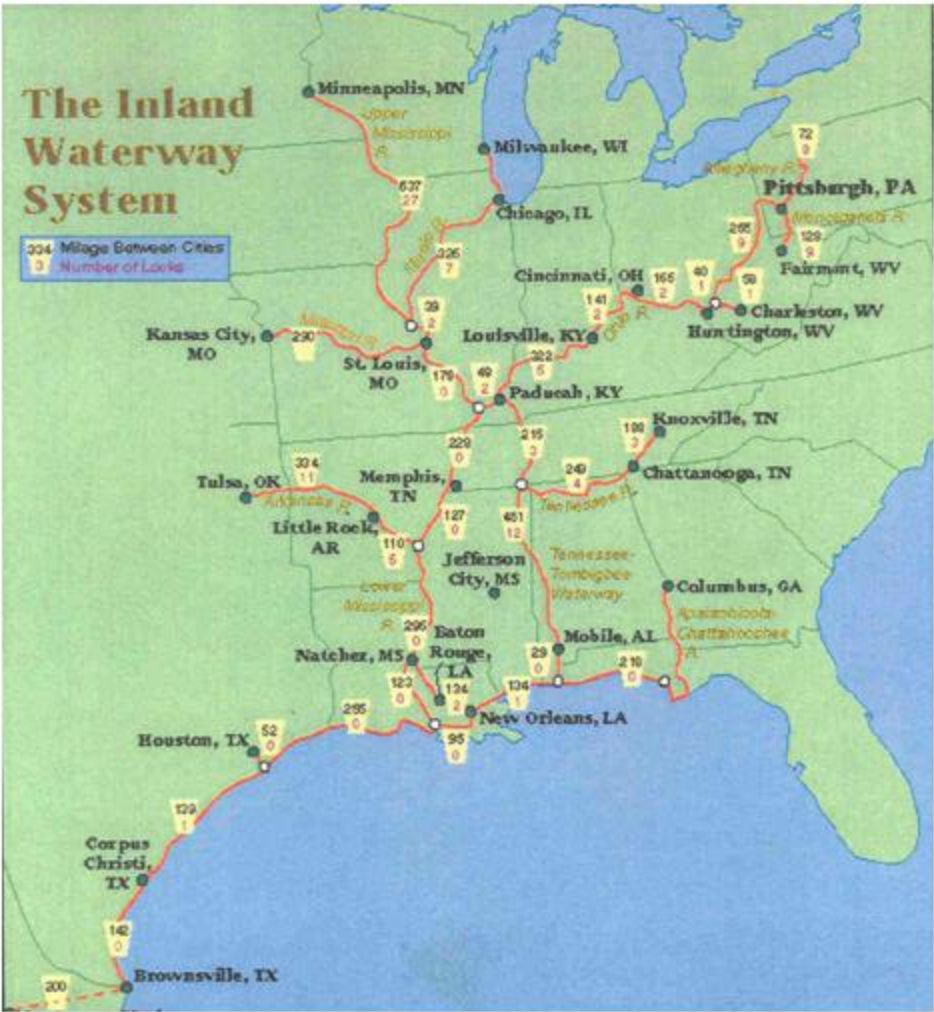 The Inland
Waterway
System
334 Milage Between Cities
3 Number of Locks
Minneapolis, MN
Upper
Mississippi
R.
637
27
Milwaukee, WI
Chicago, IL
326
7
72
Allegheny R.
Pittsburgh, PA
Monongahela R.
265
9
129
9
Fairmont, WV
Cincinnati, OH
166
2
40
1
58
1
Charleston, WV
Huntington, WV
141
2
Ohio R.
Louisville, KY
322
5
39
2
Kansas City,
MO
Missouri R.
290
St. Louis,
MO
179
0
49
2
Paducah, KY
Knoxville, TN
188
3
Chattanooga, TN
215
3
249
4
Tennessee R.
229
0
Memphis,
TN
Tulsa, OK
334
11
Arkansas R.
Little Rock,
AR
110
127
0
451
12
Jefferson
City, MS
Tennessee-
Tombigbee
Waterway
Columbus, GA
Lower
Mississippi
R.
295
0
Baton
Rouge,
LA
Mobile, AL
29
0
Natchez, MS
123
0
134
2
134
1
219
0
New Orleans, LA
95
0
295
0
Houston, TX
52
0
139
1
Corpus
Christi,
TX
142
0
Brownsville, TX
200